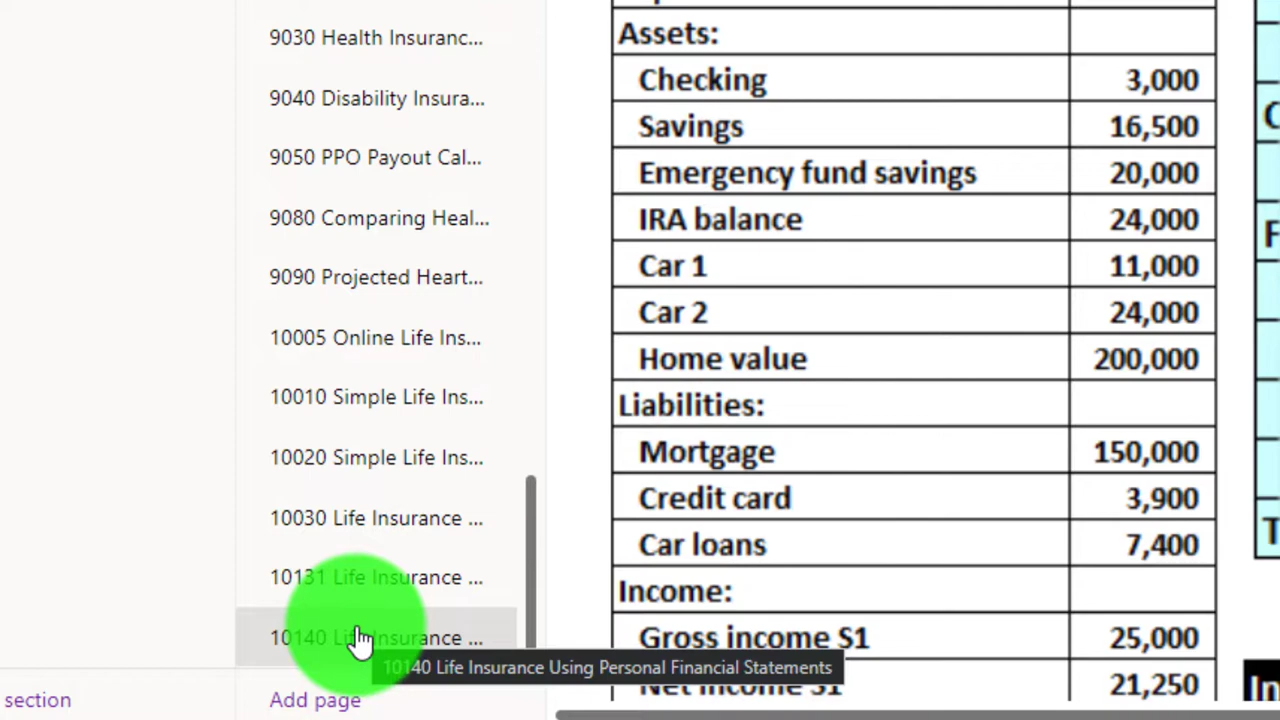 9030 Health Insuranc...
9040 Disability Insura...
9050 PPO Payout Cal...
9080 Comparing Heal...
9090 Projected Heart...
10005 Online Life Ins...
10010 Simple Life Ins...
10020 Simple Life Ins...
10030 Life Insurance ...
10131 Life Insurance ...
10140 Life Insurance ...
10140 Life Insurance Using Personal Financial Statements
section
Add page
Assets:
Checking 3,000
Savings 16,500
Emergency fund savings 20,000
IRA balance 24,000
Car 1 11,000
Car 2 24,000
Home value 200,000
Liabilities:
Mortgage 150,000
Credit card 3,900
Car loans 7,400
Income:
Gross income S1 25,000
Net income S1 21,250
C
F
T
In